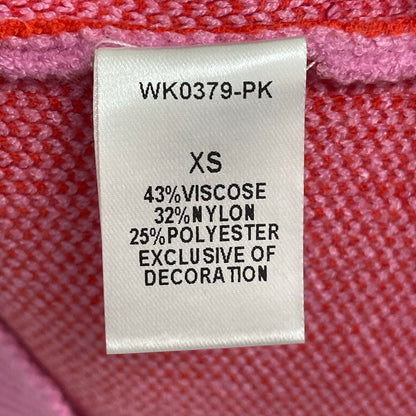 WK0379-PK
XS
43%VISCOSE
32%NYLON
25%POLYESTER
EXCLUSIVE OF
DECORATION